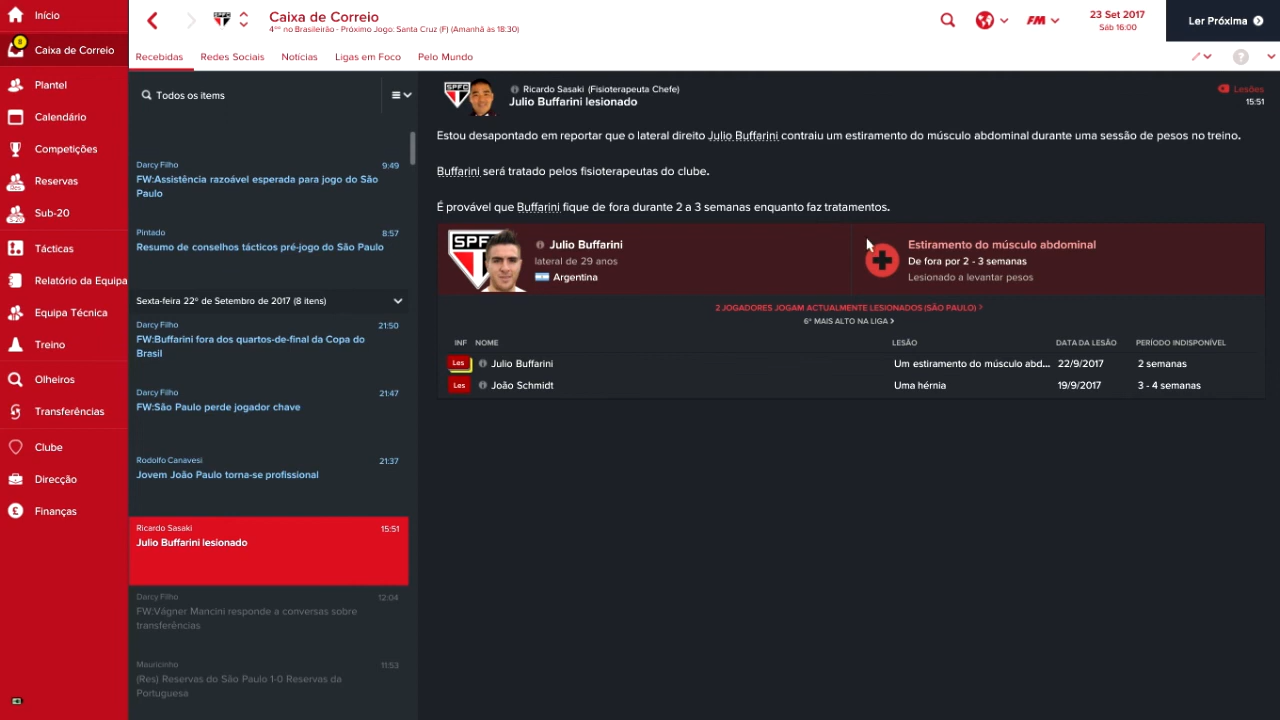 Início
8
Caixa de Correio
Plantel
Calendário
Competições
Reservas
Sub-20
Tácticas
Relatório da Equipa
Equipa Técnica
Treino
Olheiros
Transferências
Clube
Direcção
Finanças
Caixa de Correio
4º no Brasileirão - Próximo Jogo: Santa Cruz (F) (Amanhã às 18:30)
FM
23 Set 2017
Sáb 16:00
Ler Próxima
Recebidas
Redes Sociais
Notícias
Ligas em Foco
Pelo Mundo
?
Todos os items
Darcy Filho 9:49
FW:Assistência razoável esperada para jogo do São
Paulo
Pintado 8:57
Resumo de conselhos tácticos pré-jogo do São Paulo
Sexta-feira 22º de Setembro de 2017 (8 itens)
Darcy Filho 21:50
FW:Buffarini fora dos quartos-de-final da Copa do
Brasil
Darcy Filho 21:47
FW:São Paulo perde jogador chave
Rodolfo Canavesi 21:37
Jovem João Paulo torna-se profissional
Ricardo Sasaki 15:51
Julio Buffarini lesionado
Darcy Filho 12:04
FW:Vágner Mancini responde a conversas sobre
transferências
Mauricinho 11:53
(Res) Reservas do São Paulo 1-0 Reservas da
Portuguesa
SPFC
Ricardo Sasaki (Fisioterapeuta Chefe)
Julio Buffarini lesionado
Lesões
15:51
Estou desapontado em reportar que o lateral direito Julio Buffarini contraiu um estiramento do músculo abdominal durante uma sessão de pesos no treino.
Buffarini será tratado pelos fisioterapeutas do clube.
É provável que Buffarini fique de fora durante 2 a 3 semanas enquanto faz tratamentos.
SPFC
Julio Buffarini
lateral de 29 anos
Argentina
Estiramento do músculo abdominal
De fora por 2 - 3 semanas
Lesionado a levantar pesos
2 JOGADORES JOGAM ACTUALMENTE LESIONADOS (SÃO PAULO) >
6º MAIS ALTO NA LIGA >
INF NOME LESÃO DATA DA LESÃO PERÍODO INDISPONÍVEL
Les Julio Buffarini Um estiramento do músculo abd... 22/9/2017 2 semanas
Les João Schmidt Uma hérnia 19/9/2017 3 - 4 semanas